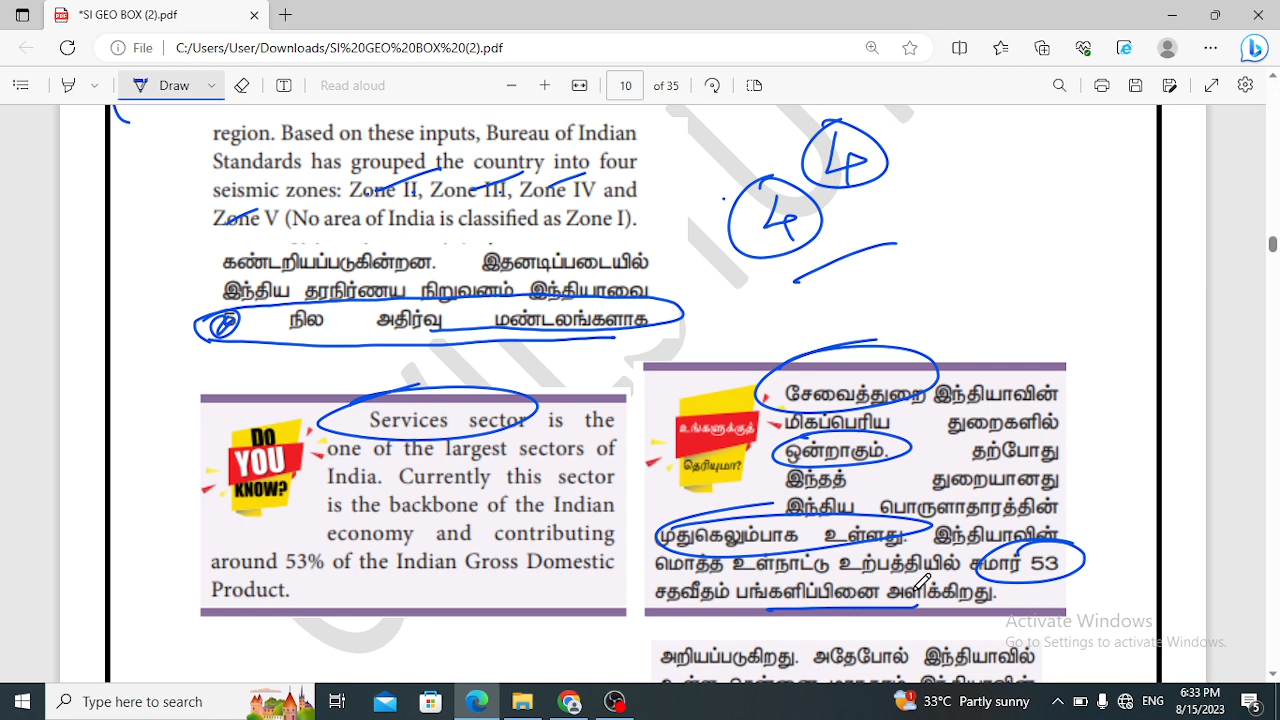 *SI GEO BOX (2).pdf
File C:/Users/User/Downloads/SI%20GEO%20BOX%20(2).pdf
Draw Read aloud 10 of 35
region. Based on these inputs, Bureau of Indian
Standards has grouped the country into four
seismic zones: Zone II, Zone III, Zone IV and
Zone V (No area of India is classified as Zone I).
4
4
கண்டறியப்படுகின்றன. இதனடிப்படையில்
இந்திய தரநிர்ணய நிறுவனம் இந்தியாவை
நில அதிர்வு மண்டலங்களாக
DO
YOU
KNOW?
Services sector is the
one of the largest sectors of
India. Currently this sector
is the backbone of the Indian
economy and contributing
around 53% of the Indian Gross Domestic
Product.
உங்களுக்குத்
தெரியுமா?
சேவைத்துறை இந்தியாவின்
மிகப்பெரிய துறைகளில்
ஒன்றாகும். தற்போது
இந்தத் துறையானது
இந்திய பொருளாதாரத்தின்
முதுகெலும்பாக உள்ளது. இந்தியாவின்
மொத்த உள்நாட்டு உற்பத்தியில் சுமார் 53
சதவீதம் பங்களிப்பினை அளிக்கிறது.
அறியப்படுகிறது. அதேபோல் இந்தியாவில்
Activate Windows
Go to Settings to activate Windows.
Type here to search
33°C Partly sunny
ENG
6:33 PM
8/15/2023
5